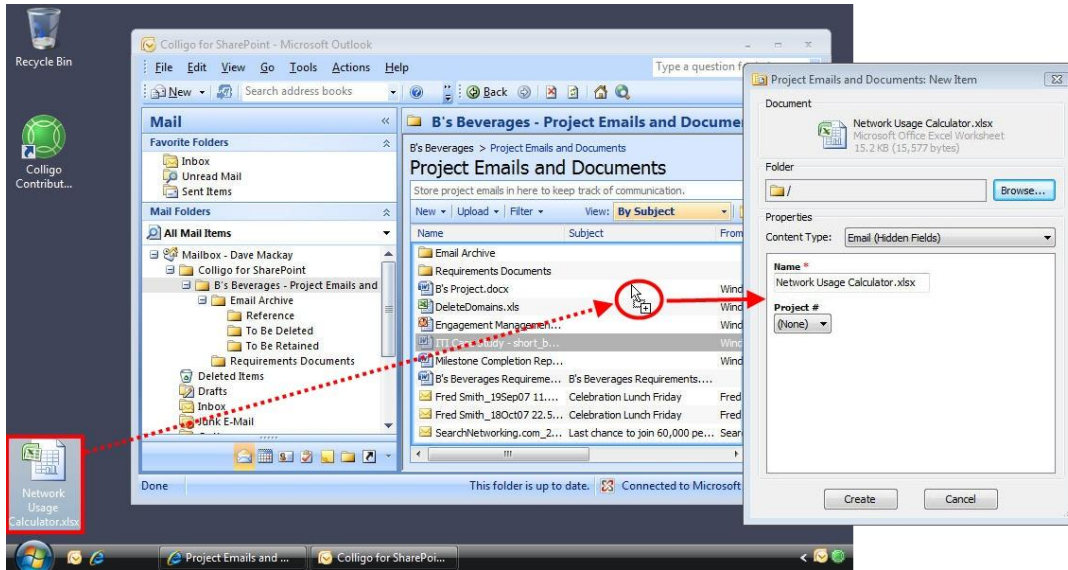 Recycle Bin
Colligo
Contribut...
Network
Usage
Calculator.xlsx
Colligo for SharePoint - Microsoft Outlook
File Edit View Go Tools Actions Help
Type a question f
New Search address books Back
Mail «
Favorite Folders
Inbox
Unread Mail
Sent Items
Mail Folders
All Mail Items
Mailbox - Dave Mackay
Colligo for SharePoint
B's Beverages - Project Emails and
Email Archive
Reference
To Be Deleted
To Be Retained
Requirements Documents
Deleted Items
Drafts
Inbox
Junk E-Mail
B's Beverages - Project Emails and Docume
B's Beverages > Project Emails and Documents
Project Emails and Documents
Store project emails in here to keep track of communication.
New Upload Filter View: By Subject
Name Subject From
Email Archive
Requirements Documents
B's Project.docx Wind
DeleteDomains.xls Wind
Engagement Managemen... Wind
ITI Case Study - short_b... Wind
Milestone Completion Rep... Wind
B's Beverages Requireme... B's Beverages Requirements....
Fred Smith_19Sep07 11.... Celebration Lunch Friday Fred
Fred Smith_18Oct07 22.5... Celebration Lunch Friday Fred
SearchNetworking.com_2... Last chance to join 60,000 pe... Sear
Done This folder is up to date. Connected to Microsoft
Project Emails and Documents: New Item
Document
Network Usage Calculator.xlsx
Microsoft Office Excel Worksheet
15.2 KB (15,577 bytes)
Folder
/ Browse...
Properties
Content Type: Email (Hidden Fields)
Name *
Network Usage Calculator.xlsx
Project #
(None)
Create Cancel
Project Emails and ... Colligo for SharePoi... <